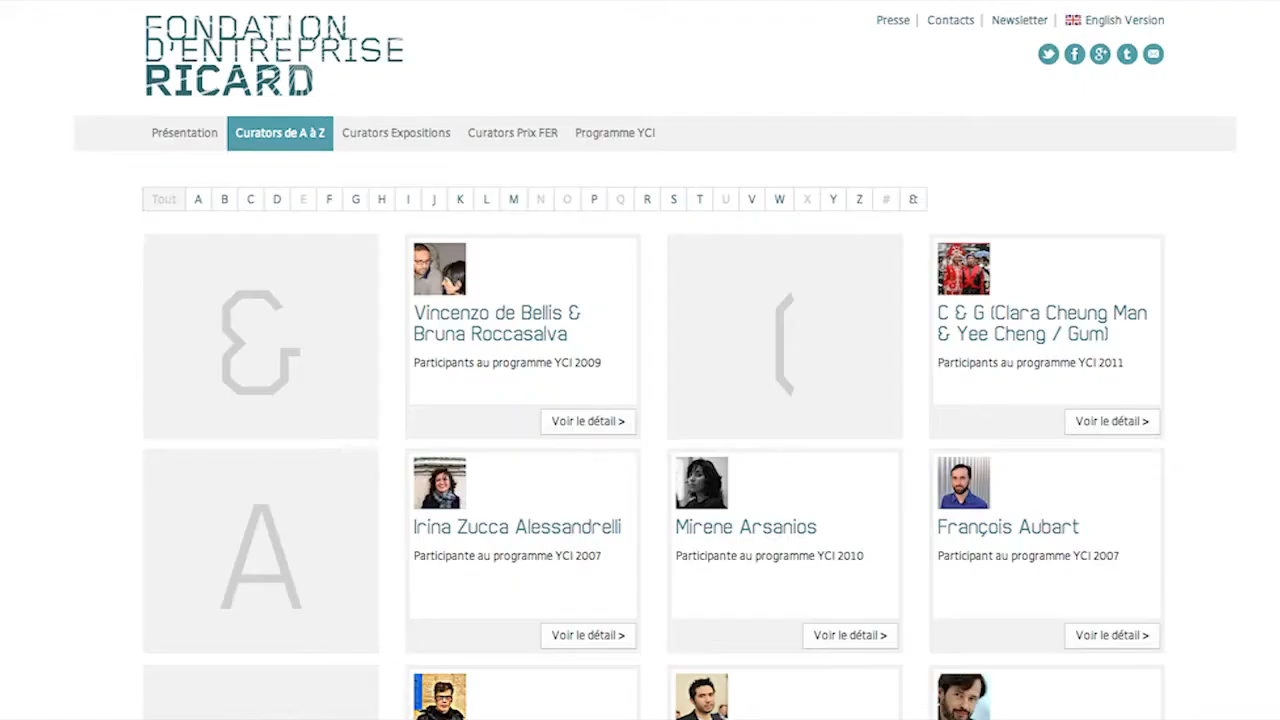 FONDATION
D'ENTREPRISE
RICARD
Presse | Contacts | Newsletter | English Version
Présentation Curators de A à Z Curators Expositions Curators Prix FER Programme YCI
Tout A B C D E F G H I J K L M N O P Q R S T U V W X Y Z # &
&
Vincenzo de Bellis &
Bruna Roccasalva
Participants au programme YCI 2009
Voir le détail >
(
C & G (Clara Cheung Man
& Yee Cheng / Gum)
Participants au programme YCI 2011
Voir le détail >
A
Irina Zucca Alessandrelli
Participante au programme YCI 2007
Voir le détail >
Mirene Arsanios
Participante au programme YCI 2010
Voir le détail >
François Aubart
Participant au programme YCI 2007
Voir le détail >